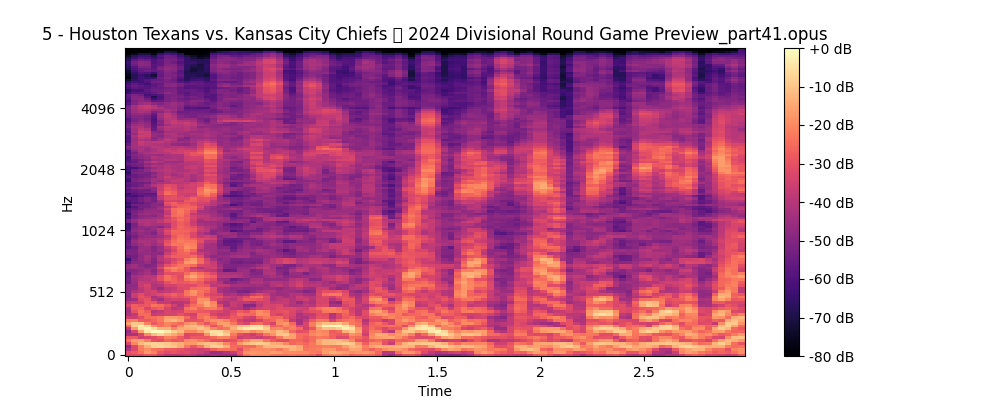 5 - Houston Texans vs. Kansas City Chiefs ▯ 2024 Divisional Round Game Preview_part41.opus
+0 dB
-10 dB
-20 dB
-30 dB
-40 dB
-50 dB
-60 dB
-70 dB
-80 dB
Hz
4096
2048
1024
512
0
0 0.5 1 1.5 2 2.5
Time